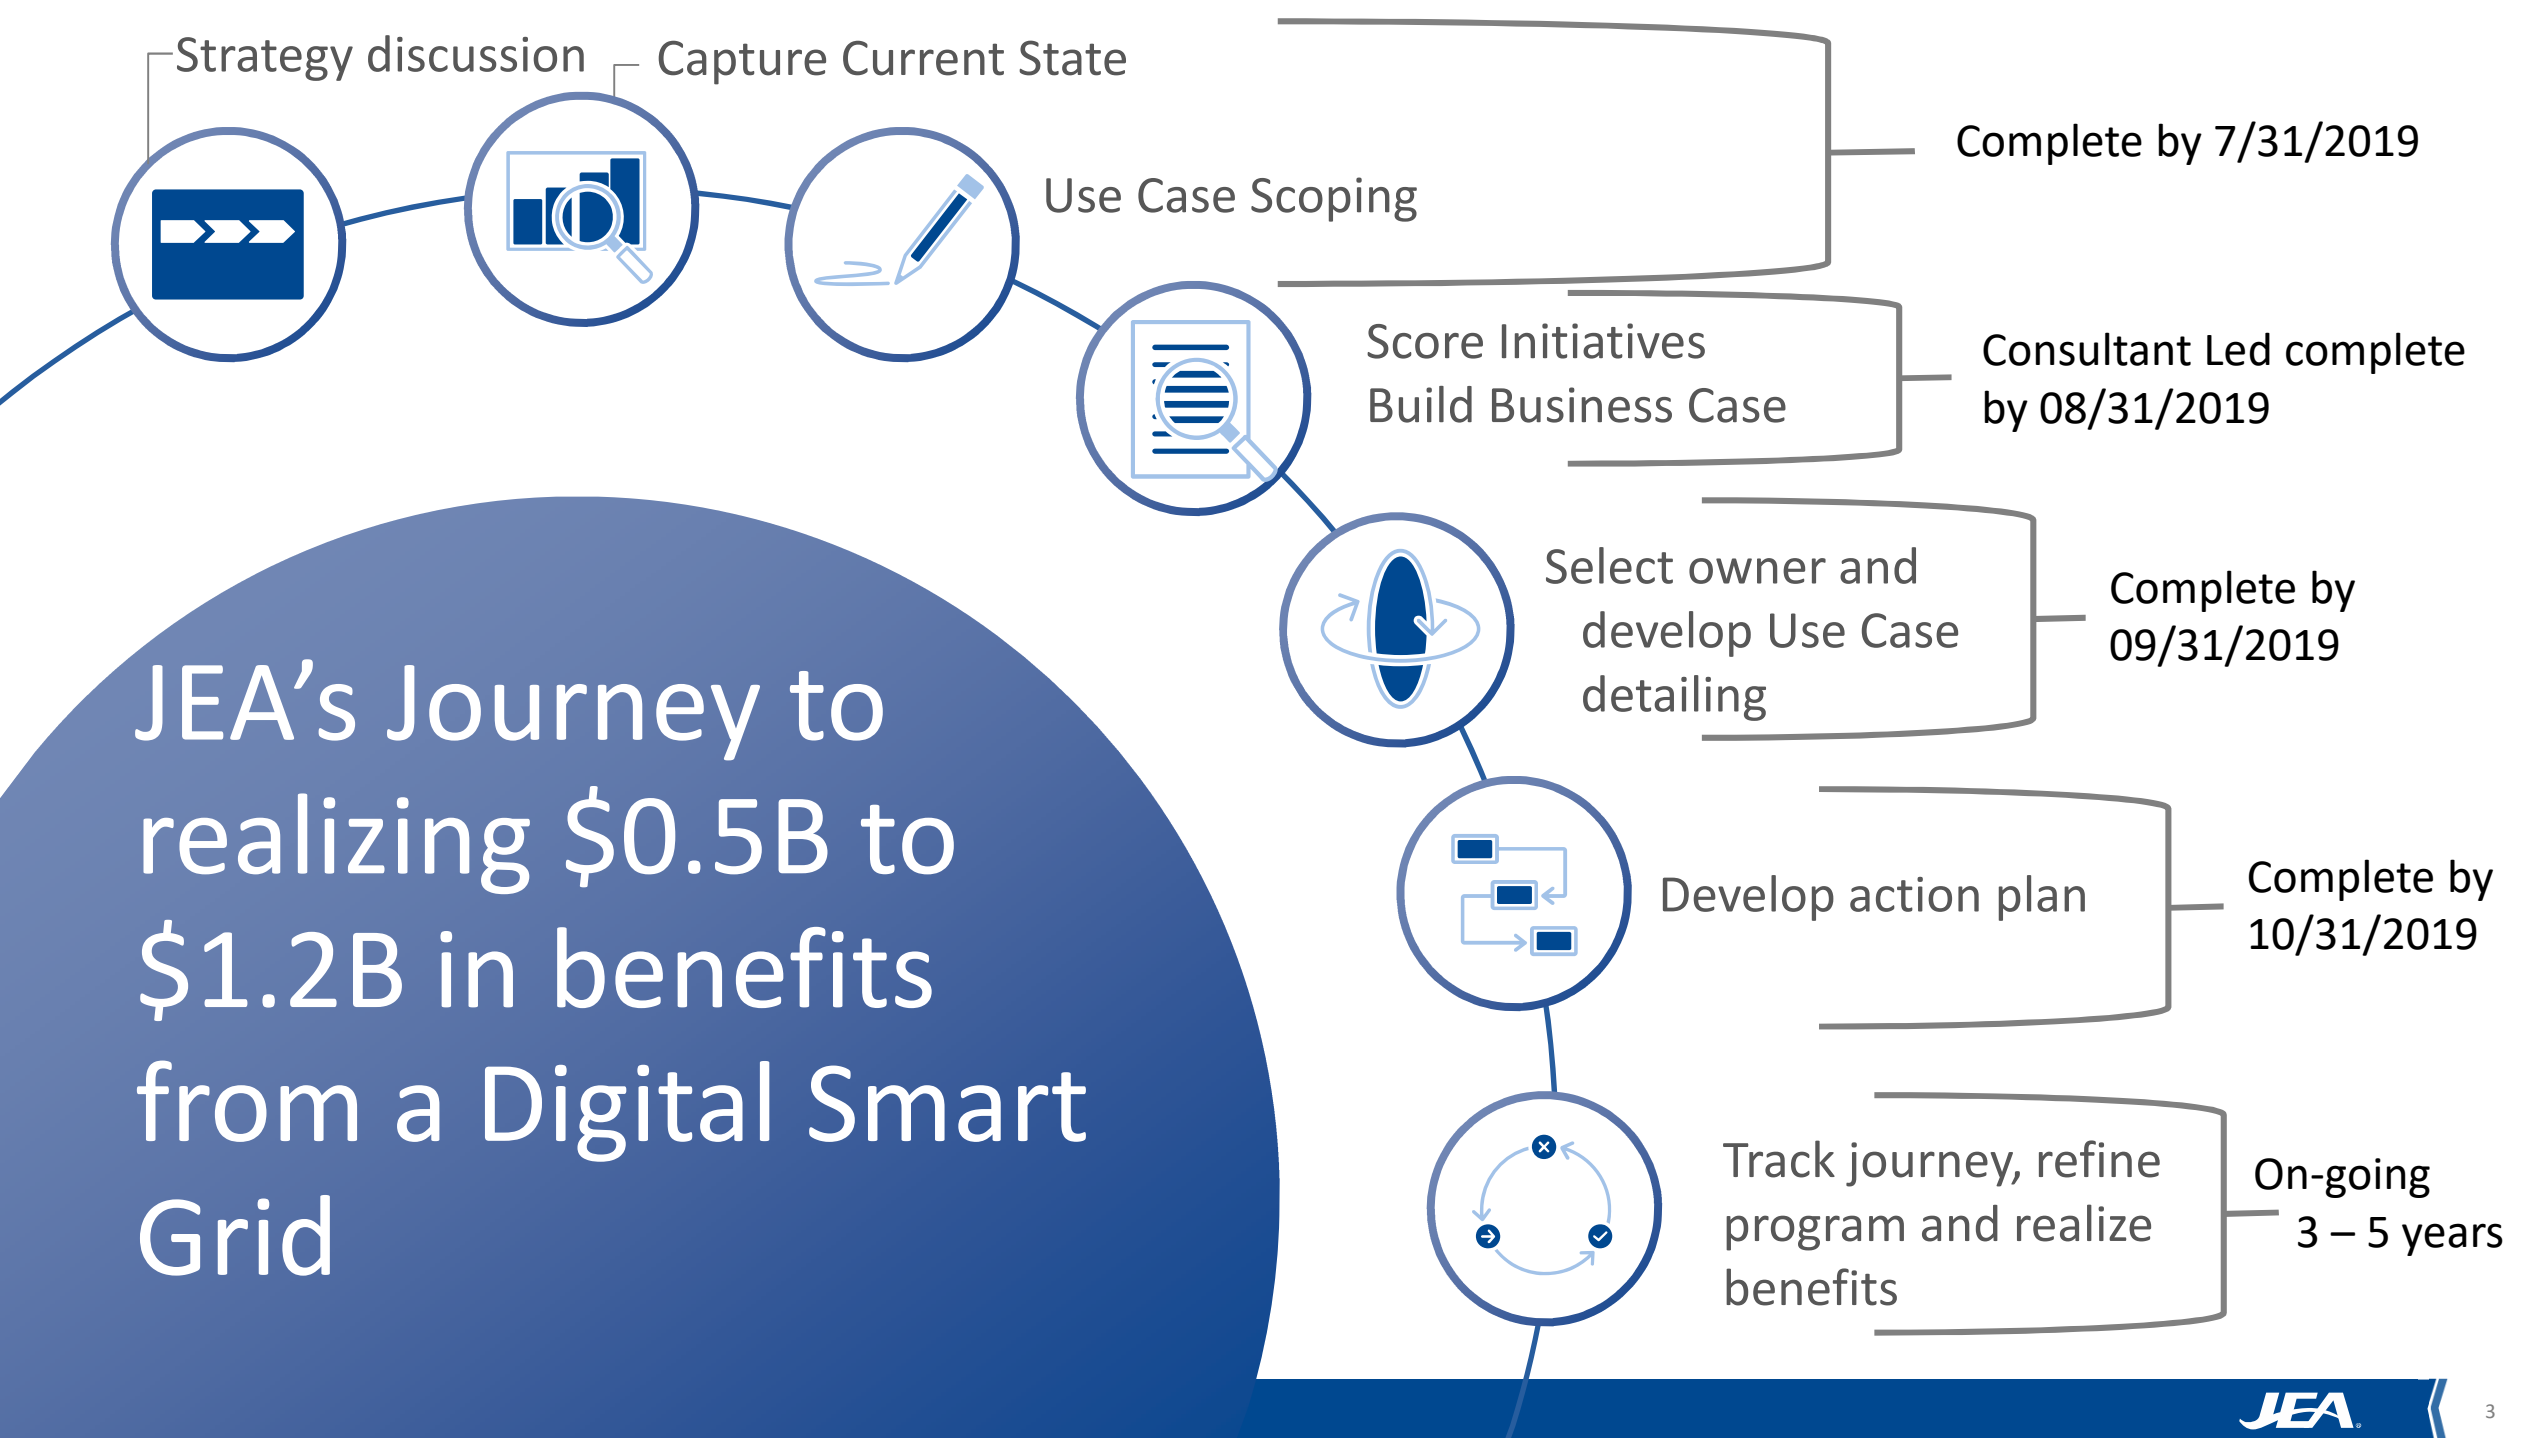 Strategy discussion
Capture Current State
Use Case Scoping
Complete by 7/31/2019
Score Initiatives
Build Business Case
Consultant Led complete
by 08/31/2019
Select owner and
develop Use Case
detailing
Complete by
09/31/2019
JEA’s Journey to
realizing $0.5B to
$1.2B in benefits
from a Digital Smart
Grid
Develop action plan
Complete by
10/31/2019
Track journey, refine
program and realize
benefits
On-going
3 – 5 years
JEA
3